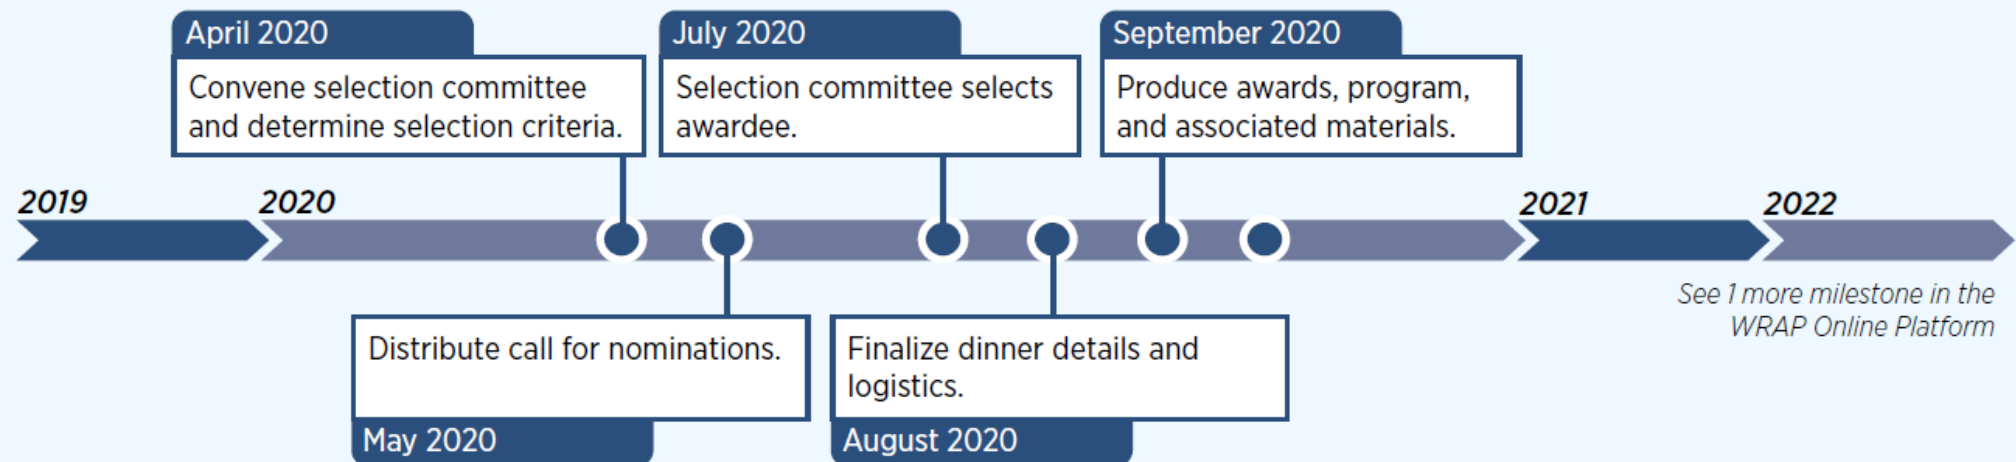 April 2020
Convene selection committee
and determine selection criteria.
July 2020
Selection committee selects
awardee.
September 2020
Produce awards, program,
and associated materials.
2019
2020
2021
2022
See 1 more milestone in the
WRAP Online Platform
Distribute call for nominations.
May 2020
Finalize dinner details and
logistics.
August 2020